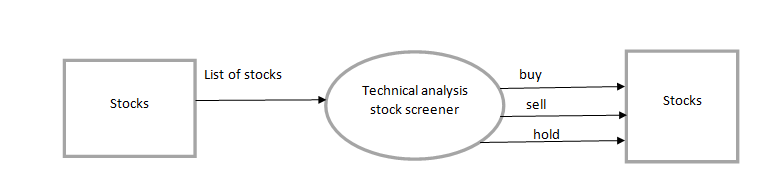 Stocks
List of stocks
Technical analysis
stock screener
buy
sell
hold
Stocks